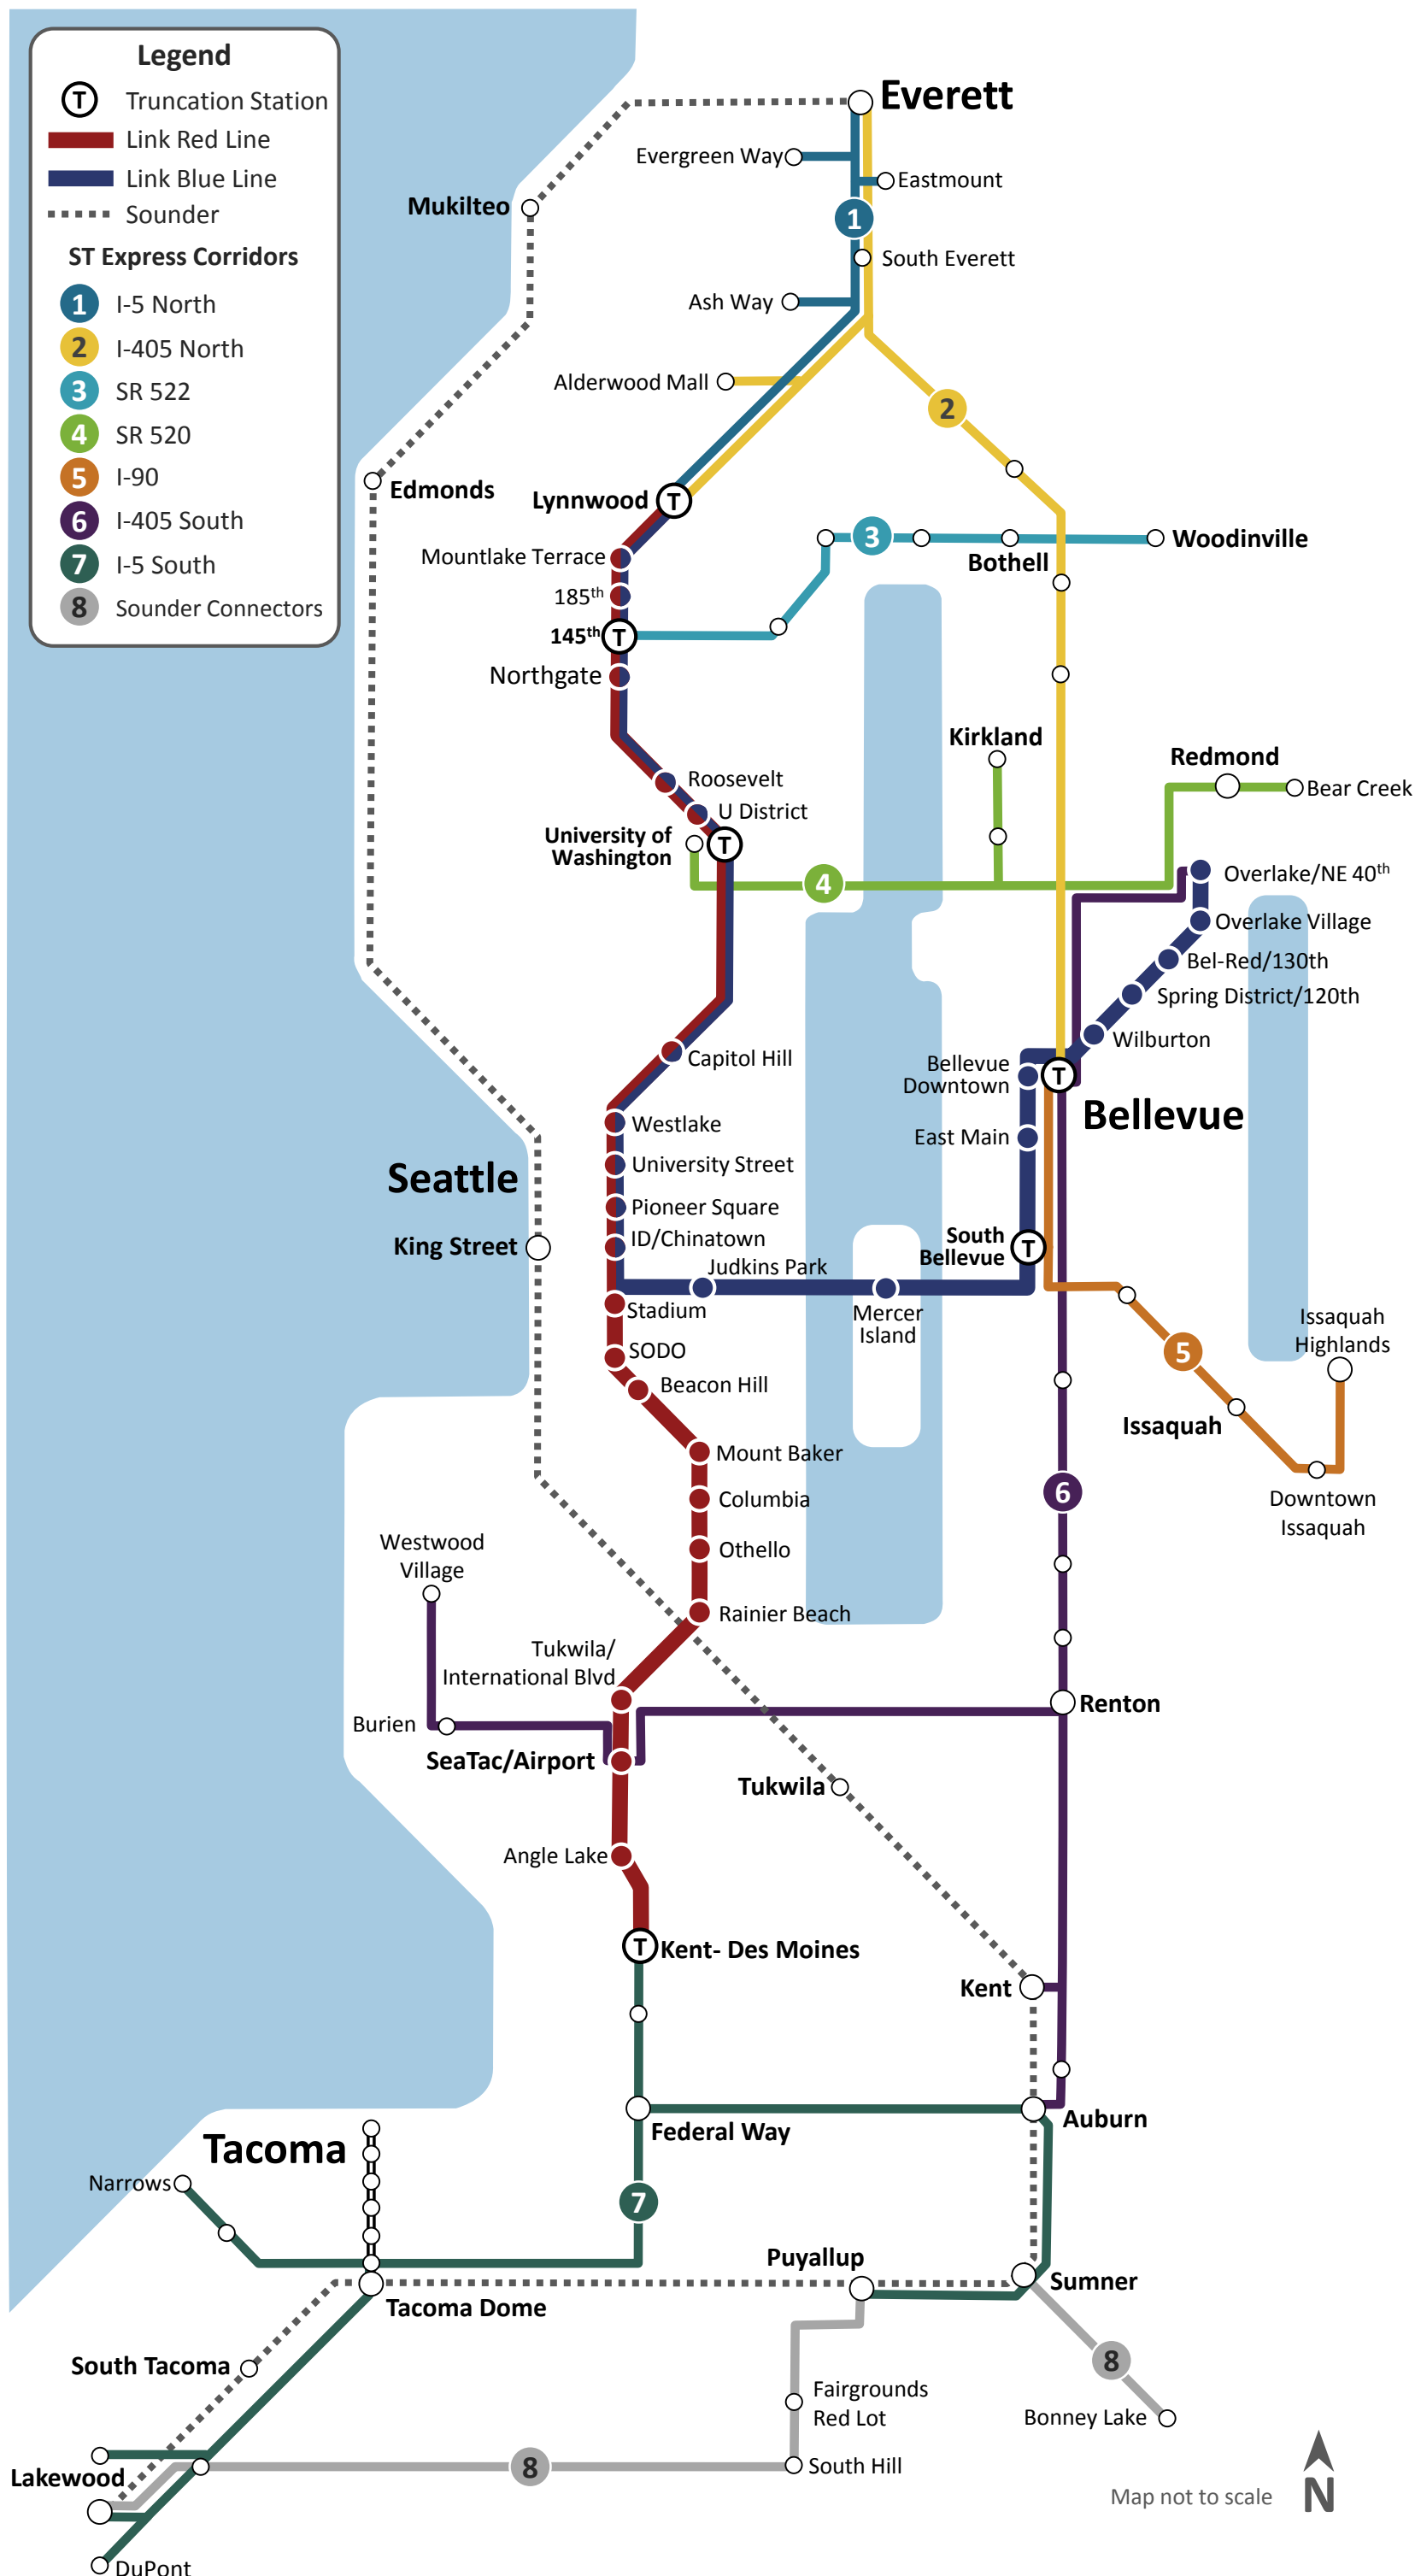 Legend
T Truncation Station
Link Red Line
Link Blue Line
Sounder
ST Express Corridors
1 I-5 North
2 I-405 North
3 SR 522
4 SR 520
5 I-90
6 I-405 South
7 I-5 South
8 Sounder Connectors
Everett
Evergreen Way
Eastmount
Mukilteo
1
South Everett
Ash Way
Alderwood Mall
2
Edmonds
Lynnwood T
3
Woodinville
Mountlake Terrace
Bothell
185th
145th T
Northgate
Kirkland
Redmond
Roosevelt
Bear Creek
U District
University of
Washington
T
4
Overlake/NE 40th
Overlake Village
Bel-Red/130th
Spring District/120th
Wilburton
Capitol Hill
Bellevue
Downtown
T
Bellevue
Westlake
East Main
University Street
Seattle
Pioneer Square
King Street
ID/Chinatown
South
Bellevue
T
Judkins Park
Stadium
Mercer
Island
Issaquah
Highlands
SODO
5
Beacon Hill
Issaquah
Mount Baker
Columbia
6
Downtown
Issaquah
Westwood
Village
Othello
Rainier Beach
Tukwila/
International Blvd
Renton
Burien
SeaTac/Airport
Tukwila
Angle Lake
T Kent- Des Moines
Kent
Auburn
Federal Way
Tacoma
Narrows
7
Puyallup
Sumner
Tacoma Dome
South Tacoma
8
Fairgrounds
Red Lot
Bonney Lake
Lakewood
8
South Hill
Map not to scale
N
DuPont